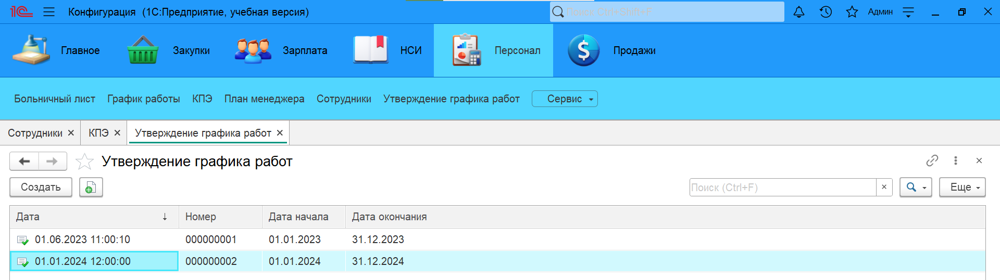 1С Конфигурация (1С:Предприятие, учебная версия) Поиск Ctrl+Shift+F Админ
Главное Закупки Зарплата НСИ Персонал Продажи
Больничный лист График работы КПЭ План менеджера Сотрудники Утверждение графика работ Сервис
Сотрудники КПЭ Утверждение графика работ
Утверждение графика работ
Создать Поиск (Ctrl+F) Еще
Дата Номер Дата начала Дата окончания
01.06.2023 11:00:10 000000001 01.01.2023 31.12.2023
01.01.2024 12:00:00 000000002 01.01.2024 31.12.2024